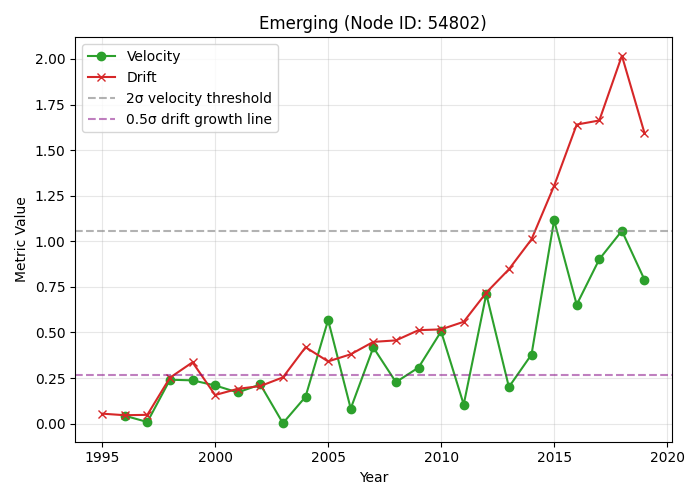 Emerging (Node ID: 54802)
Velocity
Drift
2σ velocity threshold
0.5σ drift growth line
Metric Value
2.00
1.75
1.50
1.25
1.00
0.75
0.50
0.25
0.00
1995 2000 2005 2010 2015 2020
Year